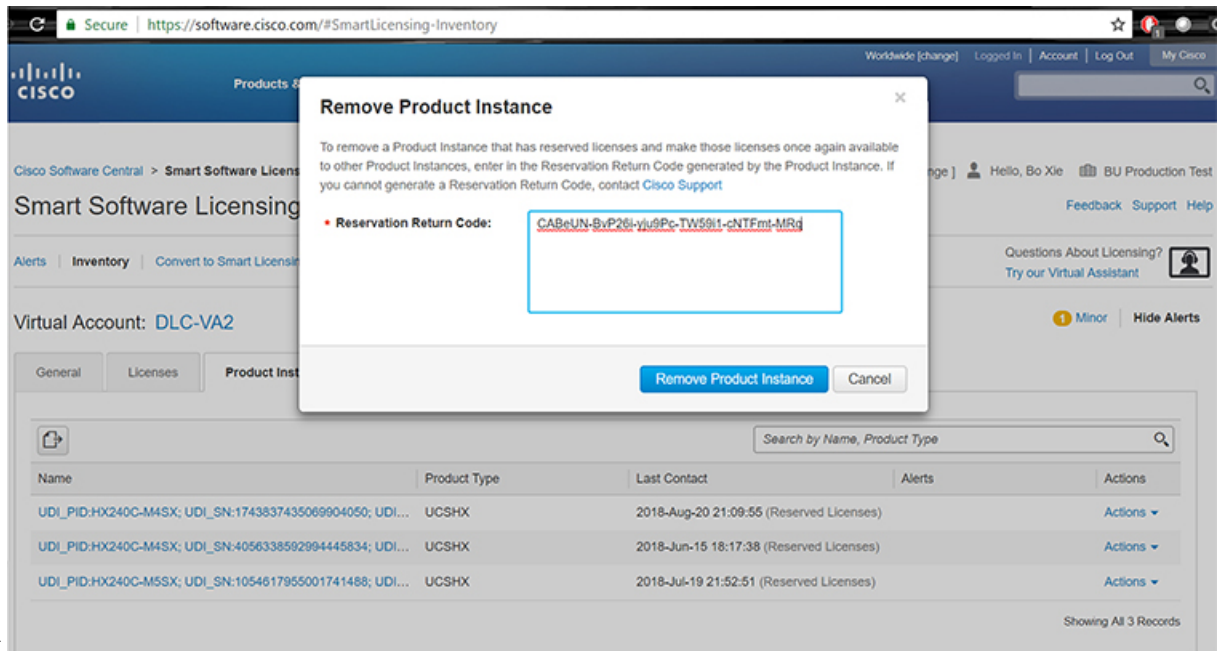 Secure | https://software.cisco.com/#SmartLicensing-Inventory
1
Worldwide [change] Logged In | Account | Log Out My Cisco
CISCO
Products &
Remove Product Instance
To remove a Product Instance that has reserved licenses and make those licenses once again available
to other Product Instances, enter in the Reservation Return Code generated by the Product Instance. If
you cannot generate a Reservation Return Code, contact Cisco Support
* Reservation Return Code:
CABeUN-BvP26i-yju9Pc-TW59i1-cNTFmt-MRq
Remove Product Instance Cancel
Cisco Software Central > Smart Software Licens
nge ] Hello, Bo Xie BU Production Test
Smart Software Licensing
Feedback Support Help
Alerts | Inventory | Convert to Smart Licensin
Questions About Licensing?
Try our Virtual Assistant
Virtual Account: DLC-VA2
1 Minor | Hide Alerts
General Licenses Product Inst
Search by Name, Product Type
Name Product Type Last Contact Alerts Actions
UDI_PID:HX240C-M4SX; UDI_SN:1743837435069904050; UDI... UCSHX 2018-Aug-20 21:09:55 (Reserved Licenses) Actions
UDI_PID:HX240C-M4SX; UDI_SN:4056338592994445834; UDI... UCSHX 2018-Jun-15 18:17:38 (Reserved Licenses) Actions
UDI_PID:HX240C-M5SX; UDI_SN:1054617955001741488; UDI... UCSHX 2018-Jul-19 21:52:51 (Reserved Licenses) Actions
Showing All 3 Records